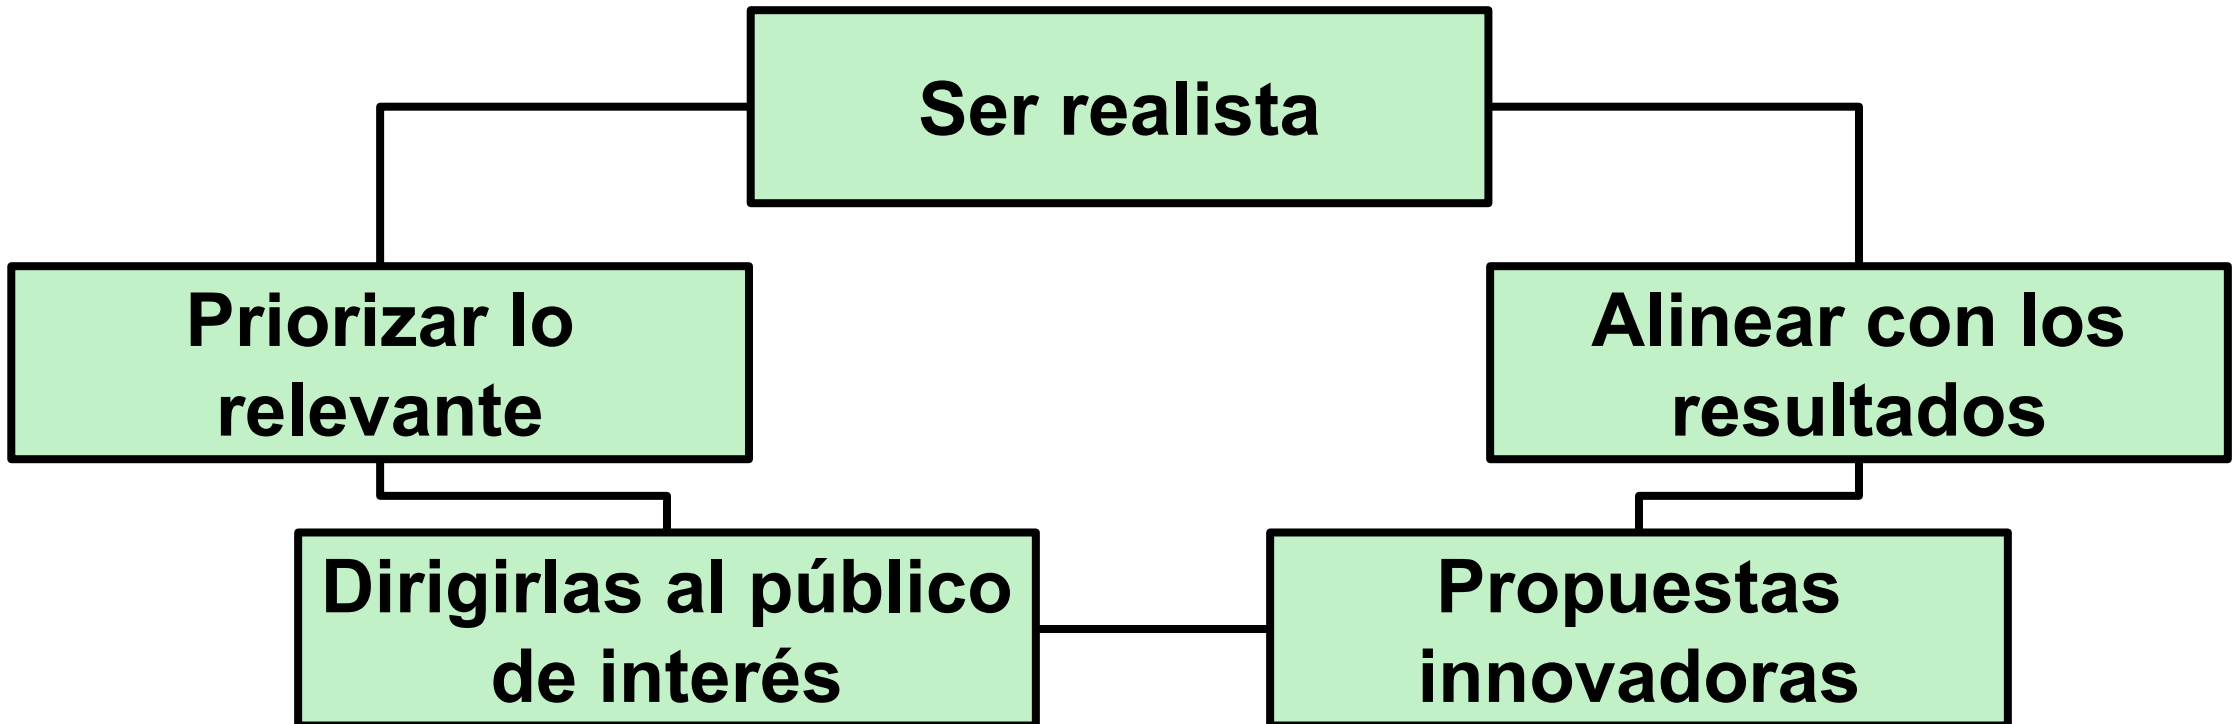 Ser realista
Priorizar lo
relevante
Alinear con los
resultados
Dirigirlas al público
de interés
Propuestas
innovadoras